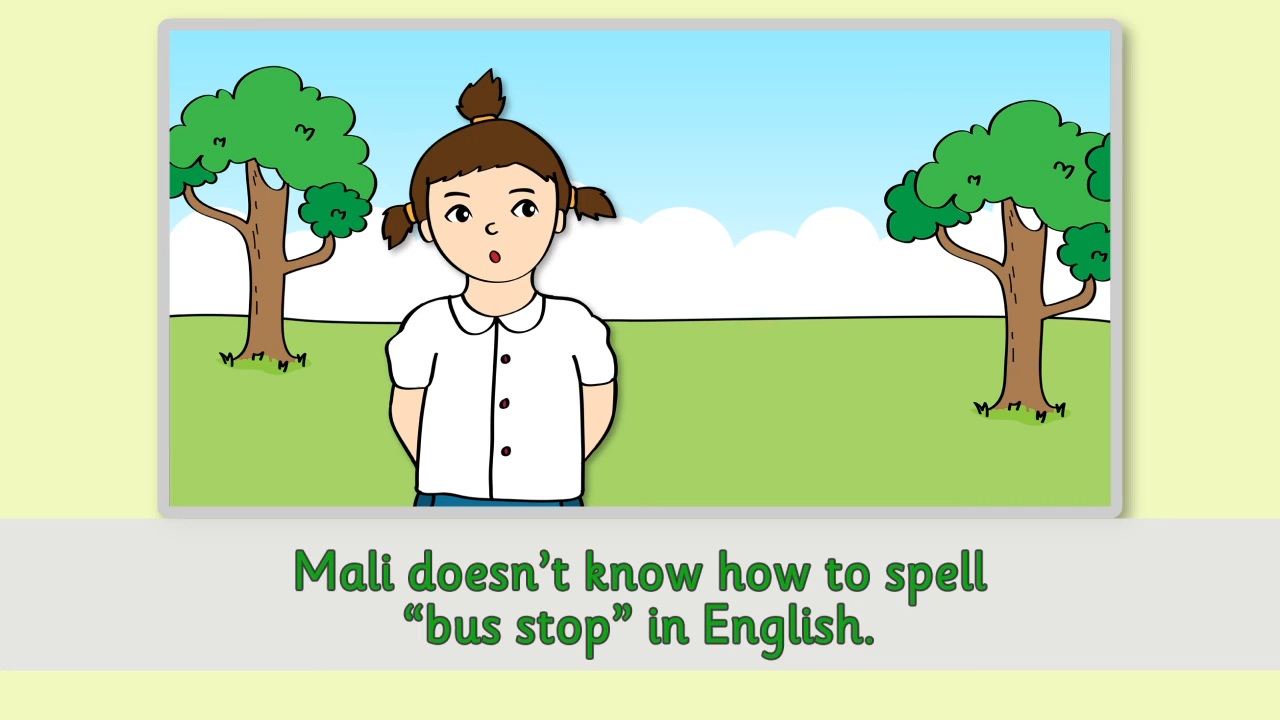 Mali doesn’t know how to spell
“bus stop” in English.